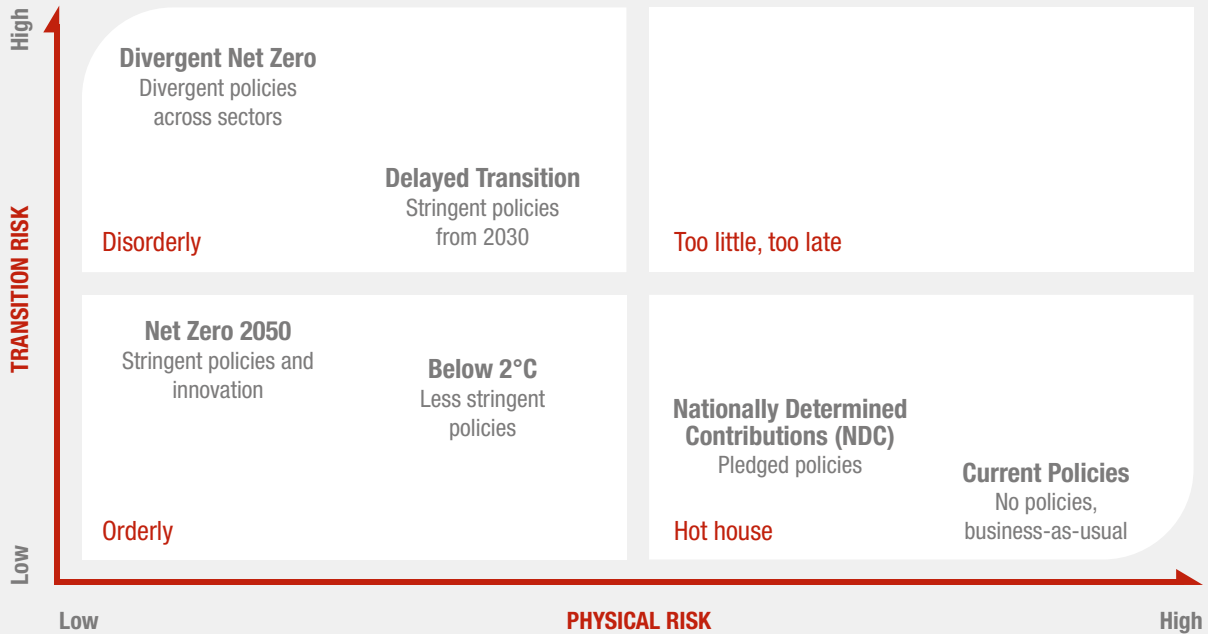 High
TRANSITION RISK
Low
Divergent Net Zero
Divergent policies
across sectors
Delayed Transition
Stringent policies
from 2030
Disorderly
Too little, too late
Net Zero 2050
Stringent policies and
innovation
Below 2°C
Less stringent
policies
Orderly
Nationally Determined
Contributions (NDC)
Pledged policies
Current Policies
No policies,
business-as-usual
Hot house
Low
PHYSICAL RISK
High